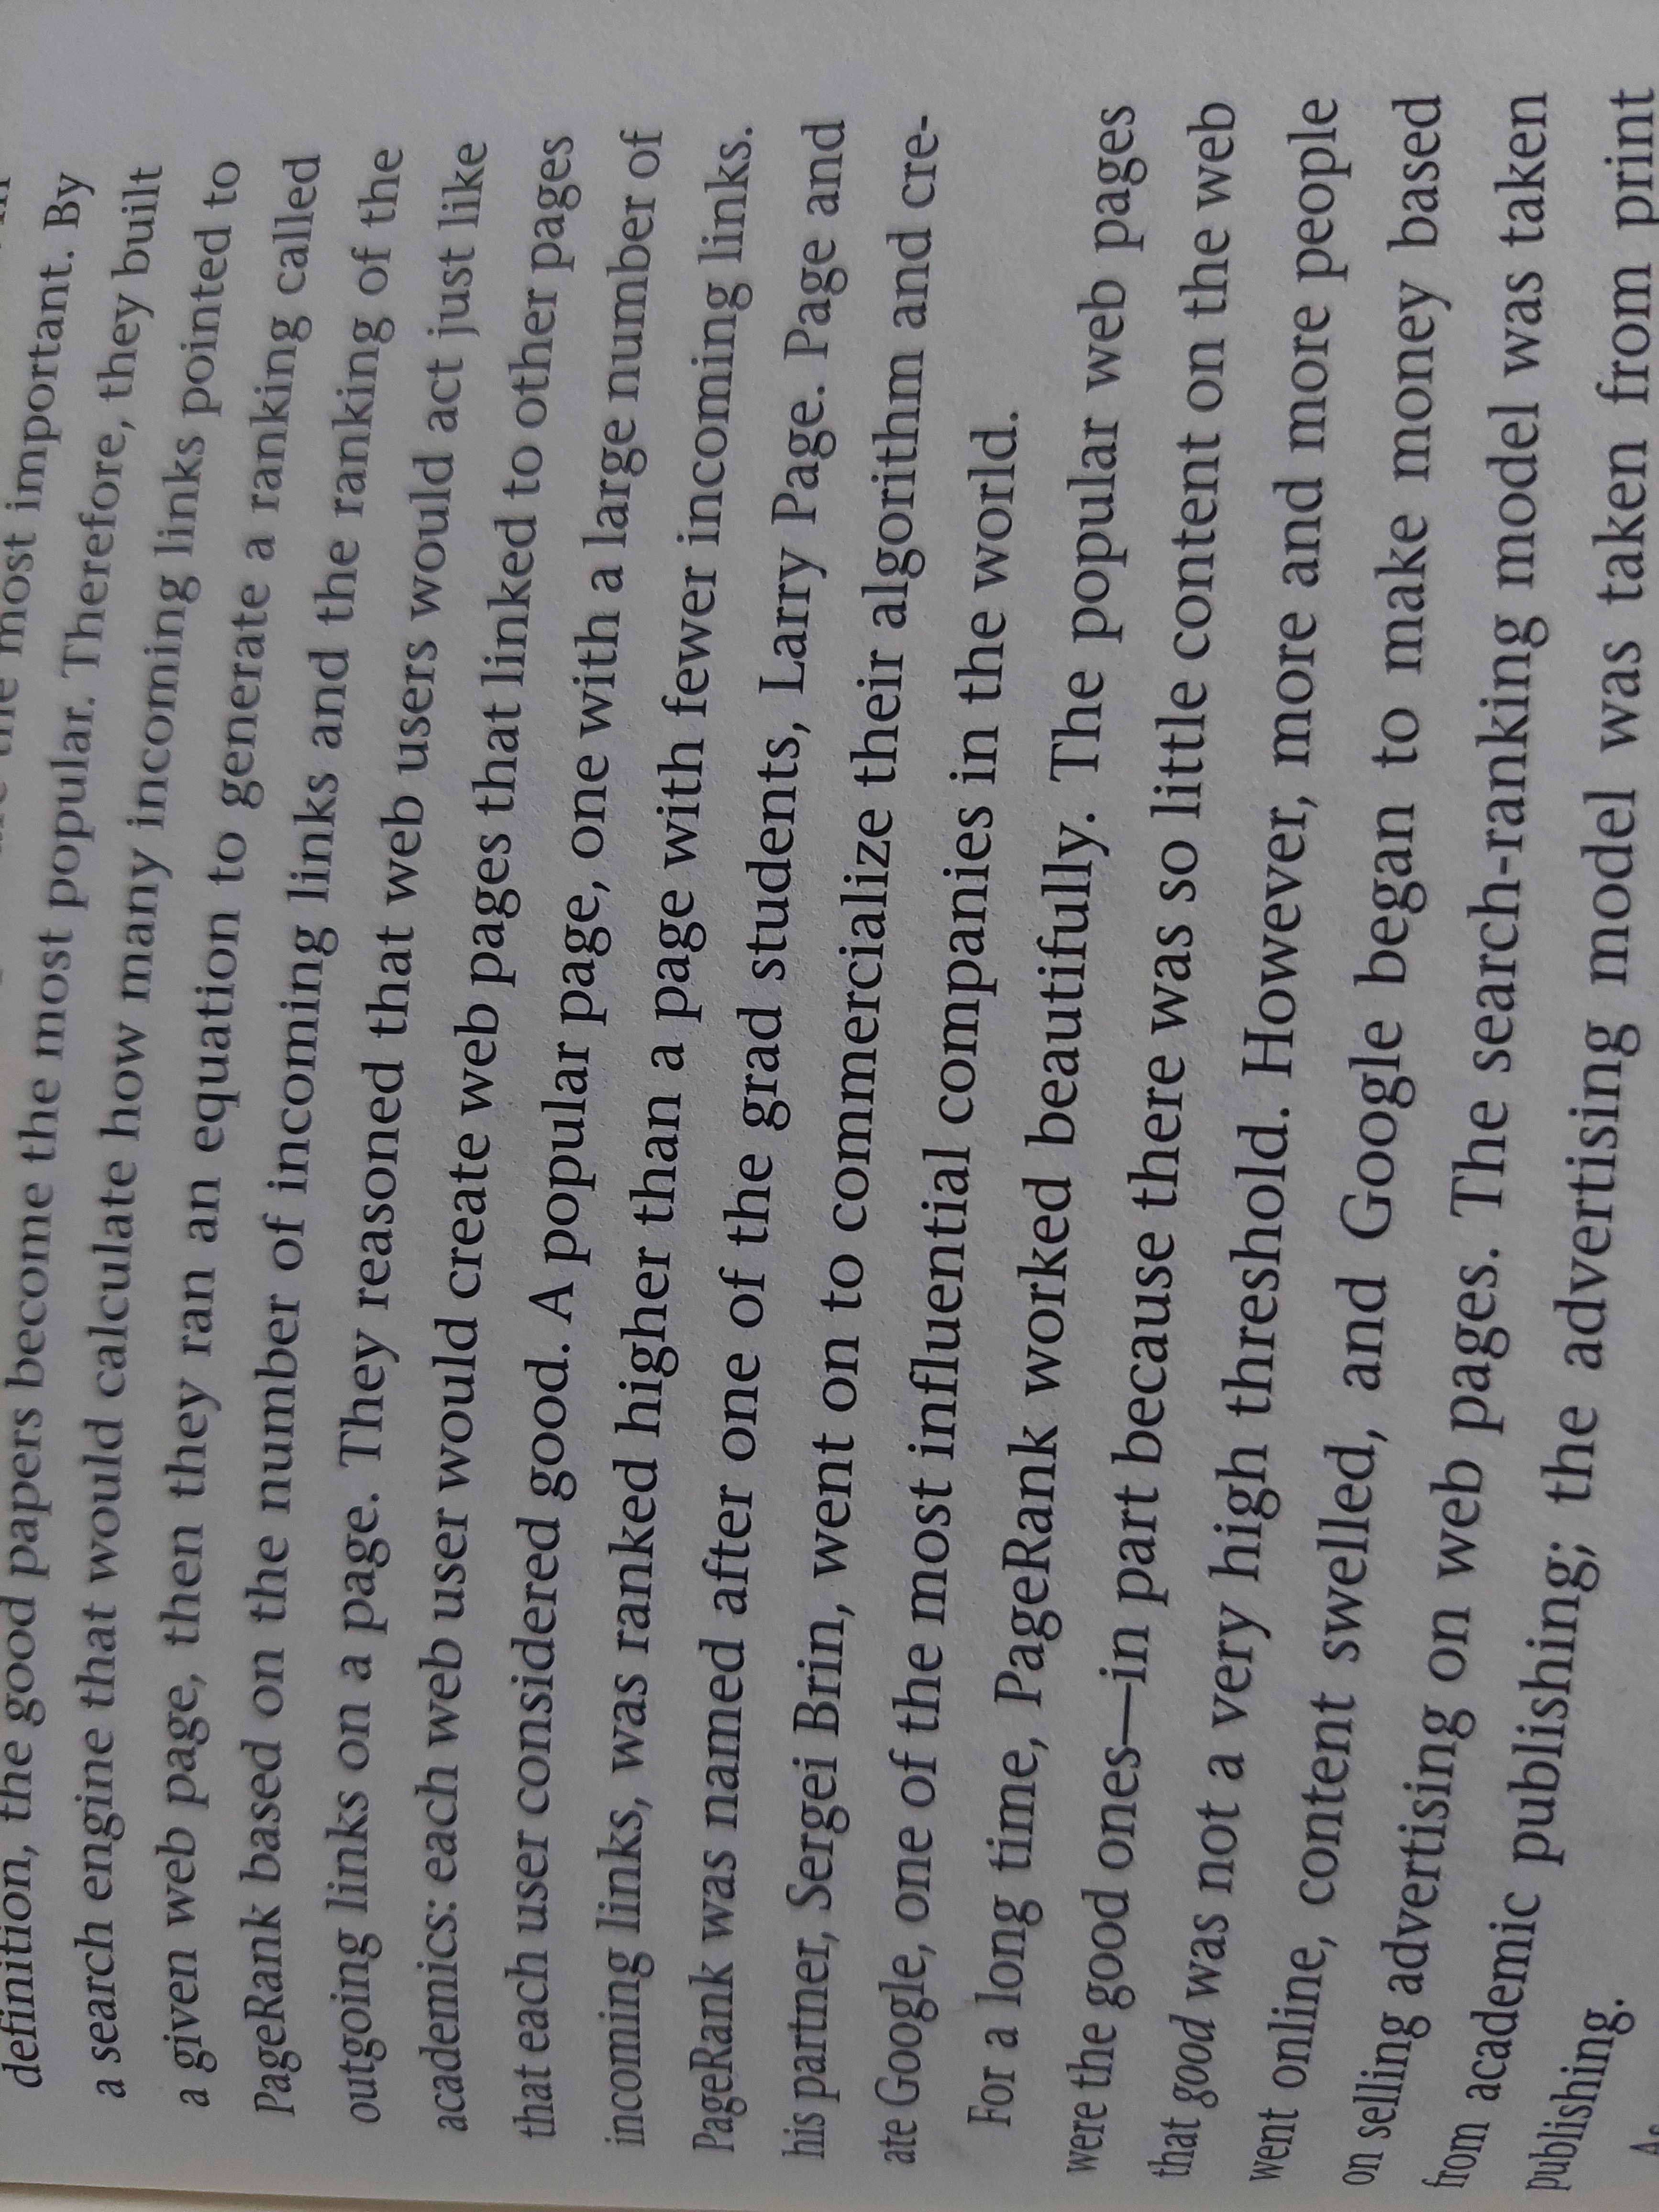 the most important. By
definition, the good papers become the most popular. Therefore, they built
a search engine that would calculate how many incoming links pointed to
a given web page, then they ran an equation to generate a ranking called
PageRank based on the number of incoming links and the ranking of the
outgoing links on a page. They reasoned that web users would act just like
academics: each web user would create web pages that linked to other pages
that each user considered good. A popular page, one with a large number of
incoming links, was ranked higher than a page with fewer incoming links.
PageRank was named after one of the grad students, Larry Page. Page and
his partner, Sergei Brin, went on to commercialize their algorithm and cre-
ate Google, one of the most influential companies in the world.
For a long time, PageRank worked beautifully. The popular web pages
were the good ones—in part because there was so little content on the web
that good was not a very high threshold. However, more and more people
went online, content swelled, and Google began to make money based
on selling advertising on web pages. The search-ranking model was taken
from academic publishing; the advertising model was taken from print
publishing.
As